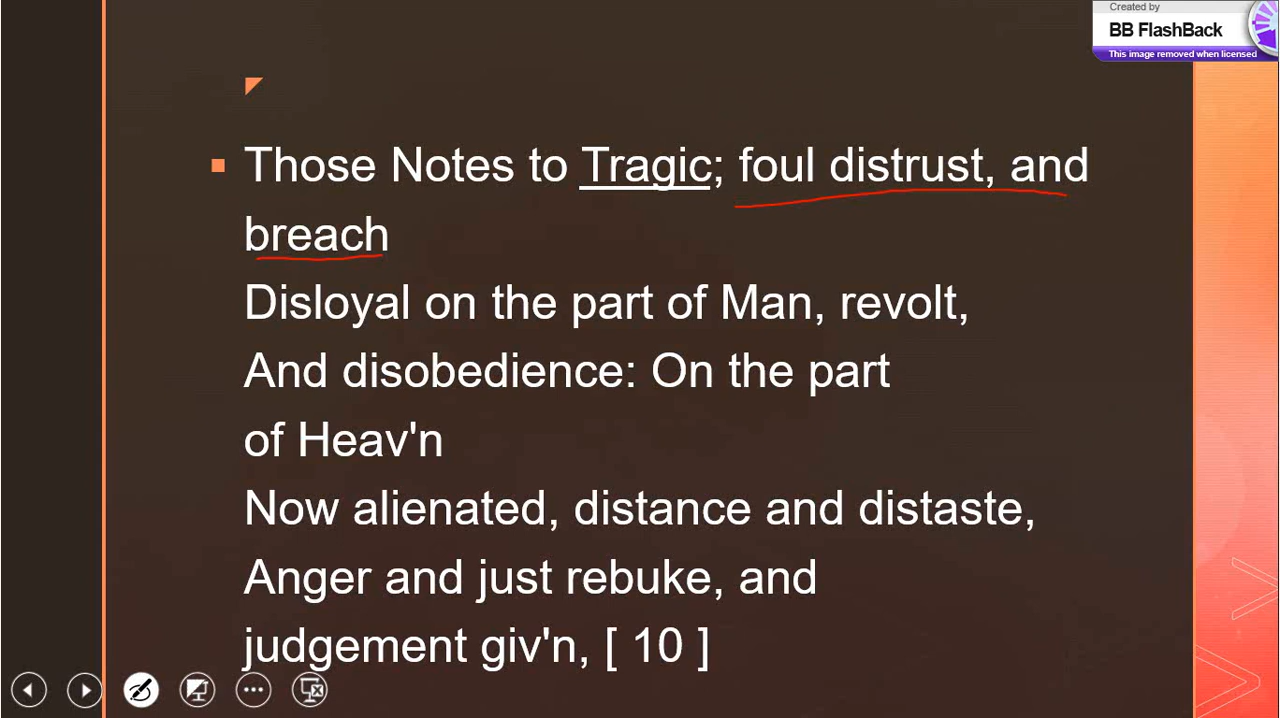 Created by
BB FlashBack
This image removed when licensed
Those Notes to Tragic; foul distrust, and
breach
Disloyal on the part of Man, revolt,
And disobedience: On the part
of Heav'n
Now alienated, distance and distaste,
Anger and just rebuke, and
judgement giv'n, [ 10 ]